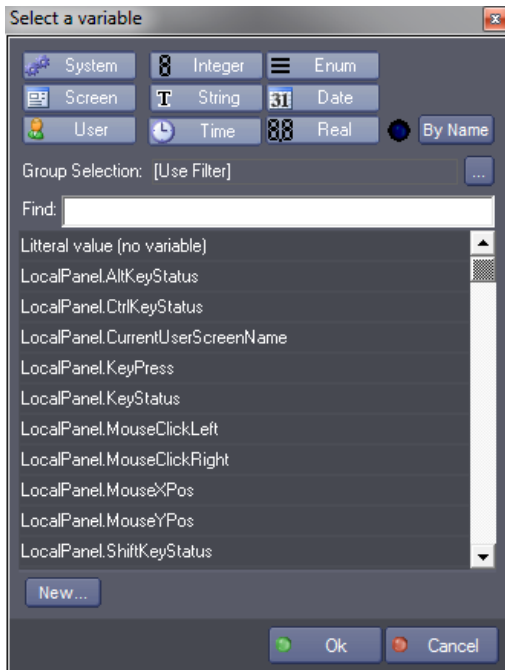 Select a variable
System Integer Enum
Screen String 31 Date
User Time Real By Name
Group Selection: [Use Filter] ...
Find:
Litteral value (no variable)
LocalPanel.AltKeyStatus
LocalPanel.CtrlKeyStatus
LocalPanel.CurrentUserScreenName
LocalPanel.KeyPress
LocalPanel.KeyStatus
LocalPanel.MouseClickLeft
LocalPanel.MouseClickRight
LocalPanel.MouseXPos
LocalPanel.MouseYPos
LocalPanel.ShiftKeyStatus
New...
Ok Cancel